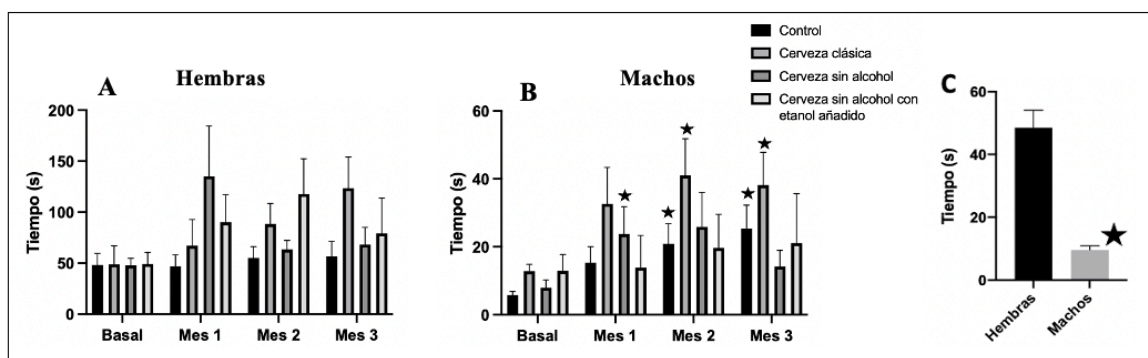 Control
Cerveza clásica
Cerveza sin alcohol
Cerveza sin alcohol con
etanol añadido
A
Hembras
Tiempo (s)
200
150
100
50
0
Basal
Mes 1
Mes 2
Mes 3
B
Machos
Tiempo (s)
60
40
20
0
Basal
Mes 1
Mes 2
Mes 3
C
Tiempo (s)
60
40
20
0
Hembras
Machos